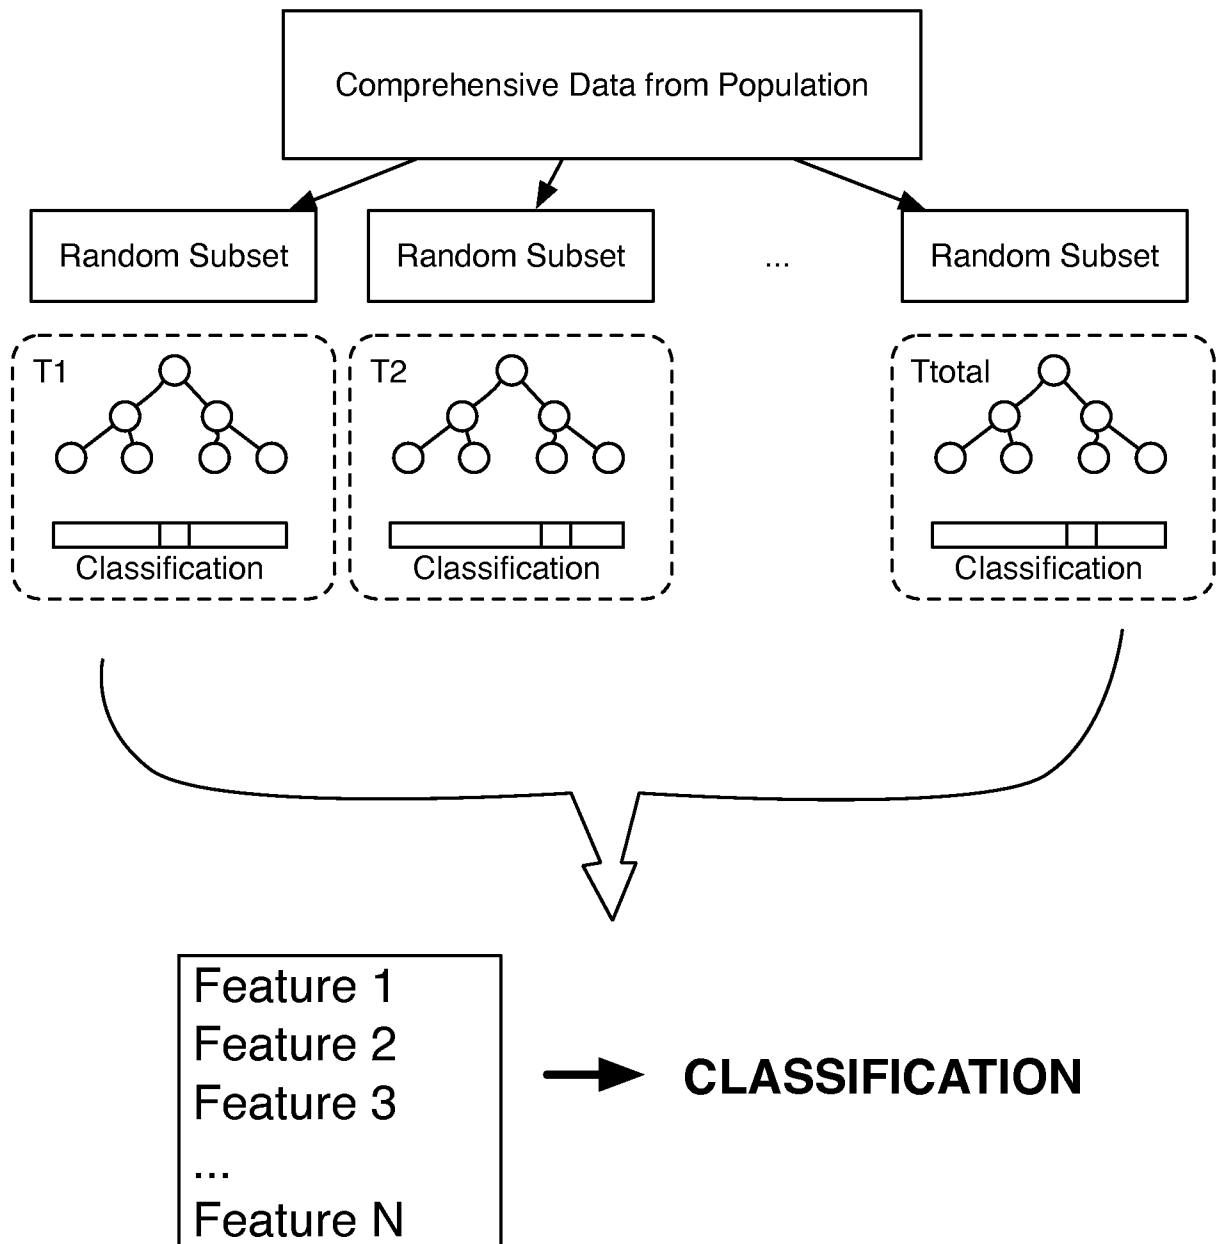 Comprehensive Data from Population
Random Subset
Random Subset
...
Random Subset
T1
T2
Ttotal
Classification
Classification
Classification
Feature 1
Feature 2
Feature 3
...
Feature N
CLASSIFICATION